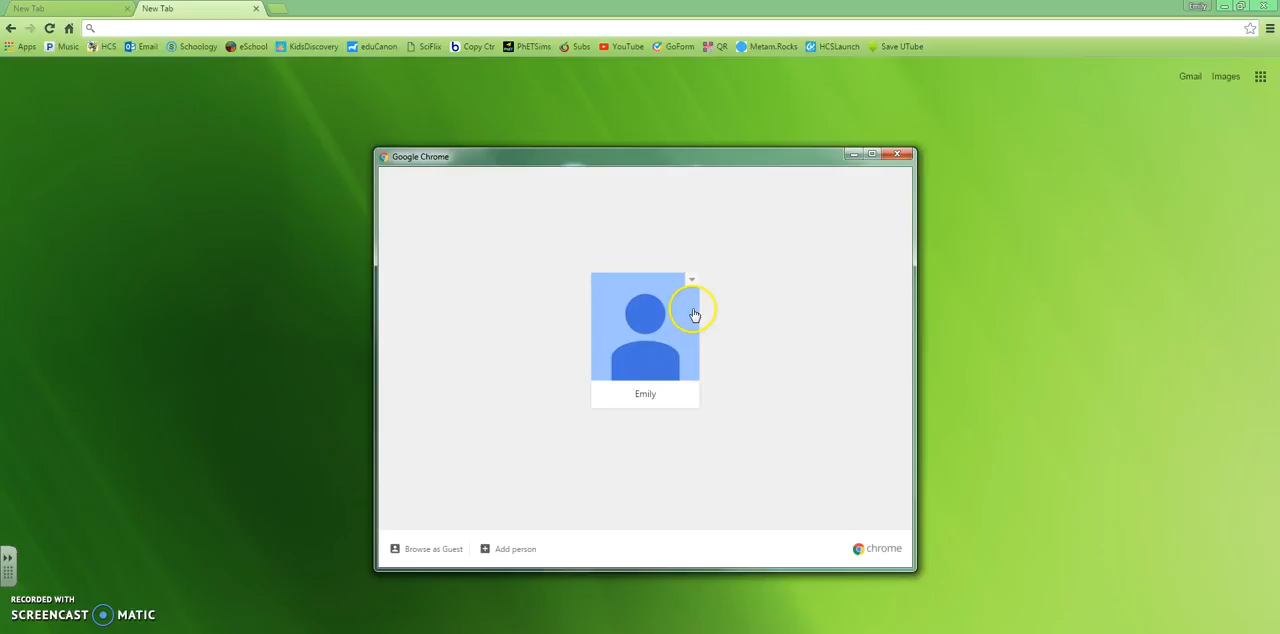 New Tab New Tab Emily
Apps Music HCS Email Schoology eSchool KidsDiscovery eduCanon SciFlix Copy Ctr PhETSims Subs YouTube GoForm QR Metam.Rocks HCSLaunch Save UTube
Gmail Images
Google Chrome
Emily
Browse as Guest Add person chrome
RECORDED WITH
SCREENCAST MATIC